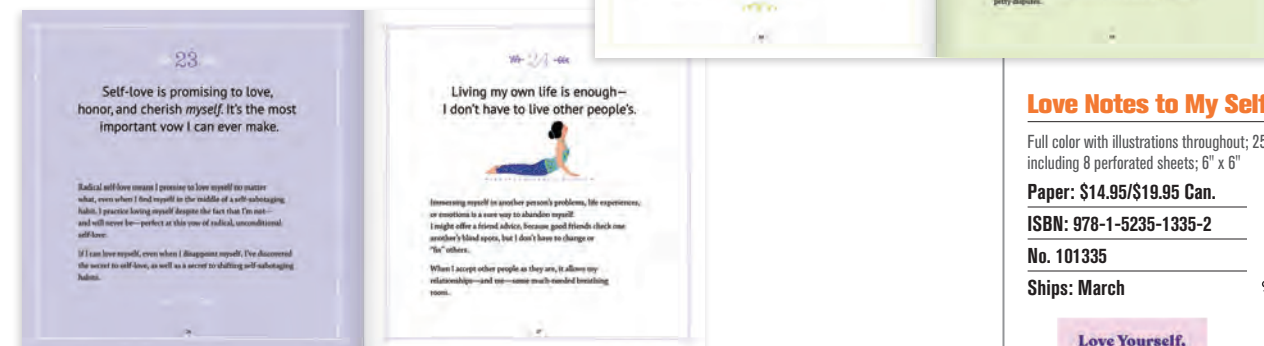 petty disputes.
23
Self-love is promising to love,
honor, and cherish myself. It's the most
important vow I can ever make.
Radical self-love means I promise to love myself no matter
what, even when I find myself in the middle of a self-sabotaging
habit. I practice loving myself despite the fact that I'm not—
and will never be—perfect at this vow of radical, unconditional
self-love.
If I can love myself, even when I disappoint myself, I've discovered
the secret to self-love, as well as a secret to shifting self-sabotaging
habits.
24
Living my own life is enough—
I don't have to live other people's.
Immersing myself in another person's problems, life experiences,
or emotions is a sure way to abandon myself.
I might offer a friend advice, because good friends check one
another's blind spots, but I don't have to change or
"fix" others.
When I accept other people as they are, it allows my
relationships—and me—some much-needed breathing
room.
Love Notes to My Self
Full color with illustrations throughout; 25
including 8 perforated sheets; 6" x 6"
Paper: $14.95/$19.95 Can.
ISBN: 978-1-5235-1335-2
No. 101335
Ships: March
Love Yourself,